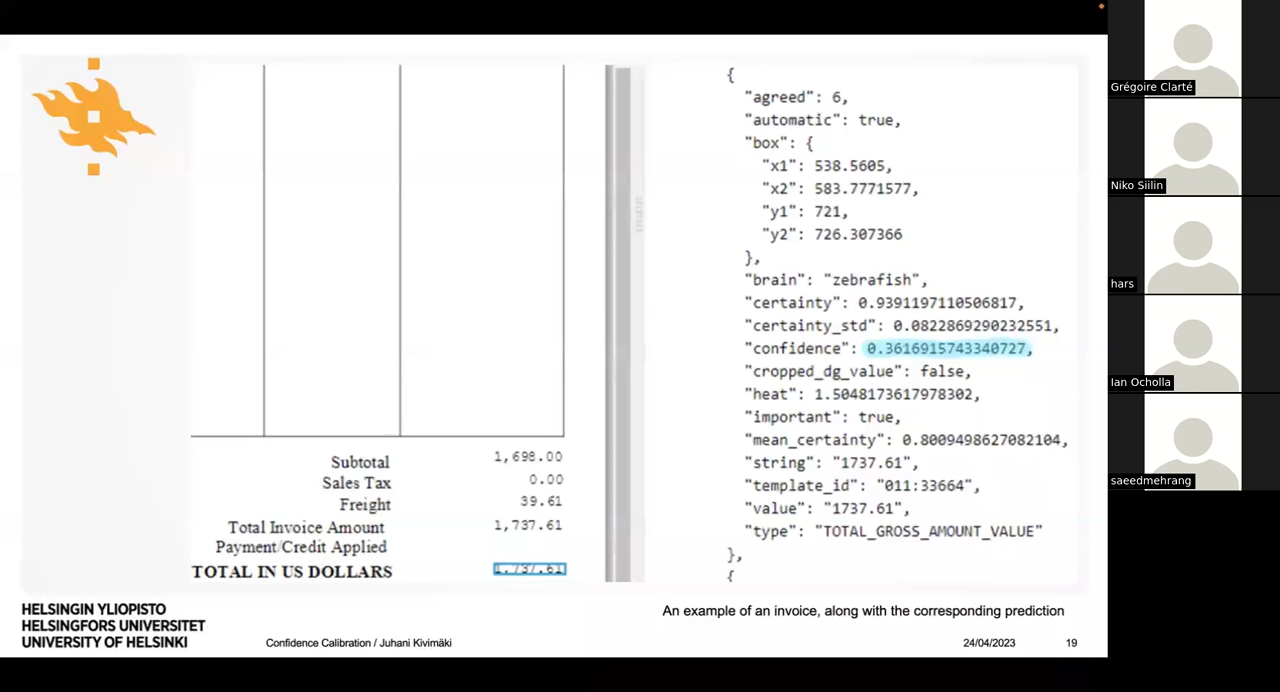 Subtotal 1,698.00
Sales Tax 0.00
Freight 39.61
Total Invoice Amount 1,737.61
Payment/Credit Applied
TOTAL IN US DOLLARS 1,737.61
{
"agreed": 6,
"automatic": true,
"box": {
"x1": 538.5605,
"x2": 583.7771577,
"y1": 721,
"y2": 726.307366
},
"brain": "zebrafish",
"certainty": 0.9391197110506817,
"certainty_std": 0.0822869290232551,
"confidence": 0.3616915743340727,
"cropped_dg_value": false,
"heat": 1.5048173617978302,
"important": true,
"mean_certainty": 0.8009498627082104,
"string": "1737.61",
"template_id": "011:33664",
"value": "1737.61",
"type": "TOTAL_GROSS_AMOUNT_VALUE"
},
{
An example of an invoice, along with the corresponding prediction
HELSINGIN YLIOPISTO
HELSINGFORS UNIVERSITET
UNIVERSITY OF HELSINKI
Confidence Calibration / Juhani Kivimäki
24/04/2023
19
Grégoire Clarté
Niko Siilin
hars
Ian Ocholla
saeedmehrang